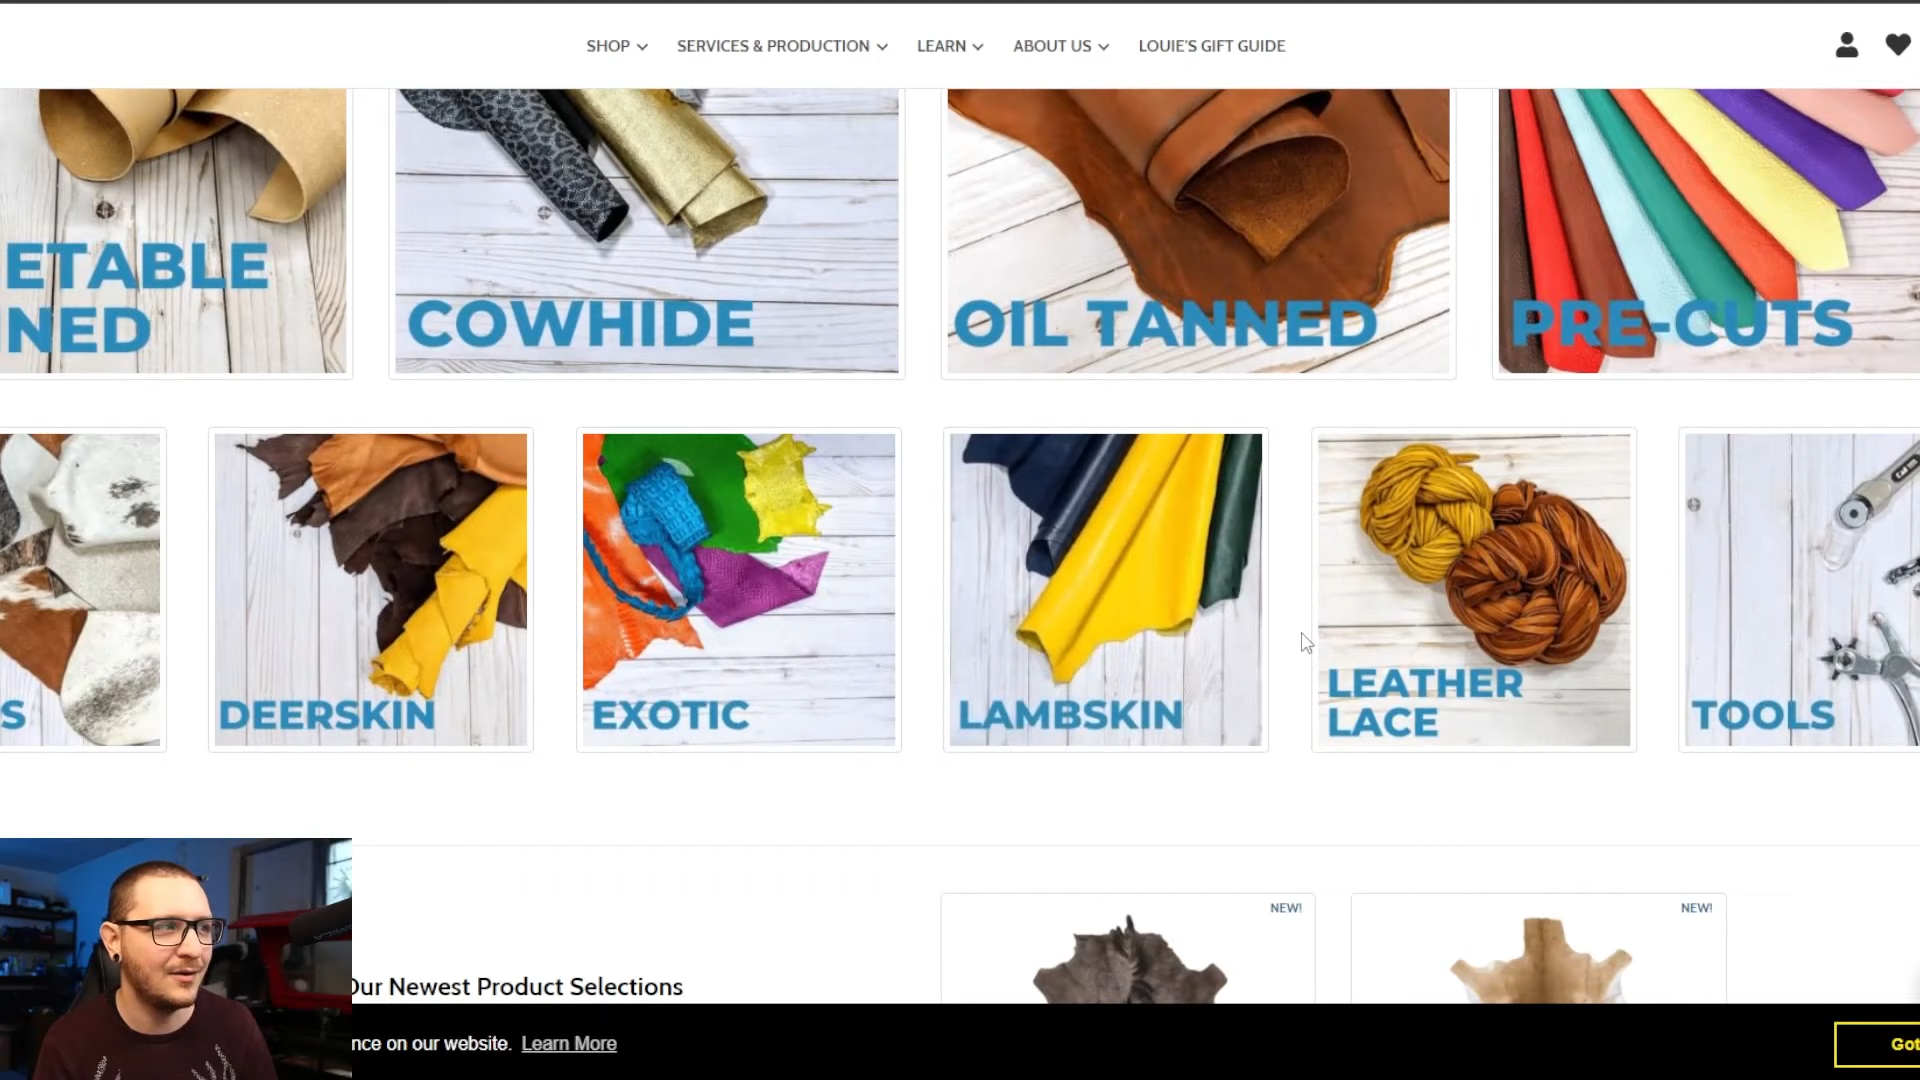 SHOP SERVICES & PRODUCTION LEARN ABOUT US LOUIE'S GIFT GUIDE
ETABLE
NED
COWHIDE
OIL TANNED
PRE-CUTS
S
DEERSKIN
EXOTIC
LAMBSKIN
LEATHER
LACE
TOOLS
NEW!
NEW!
Our Newest Product Selections
nce on our website. Learn More
Got